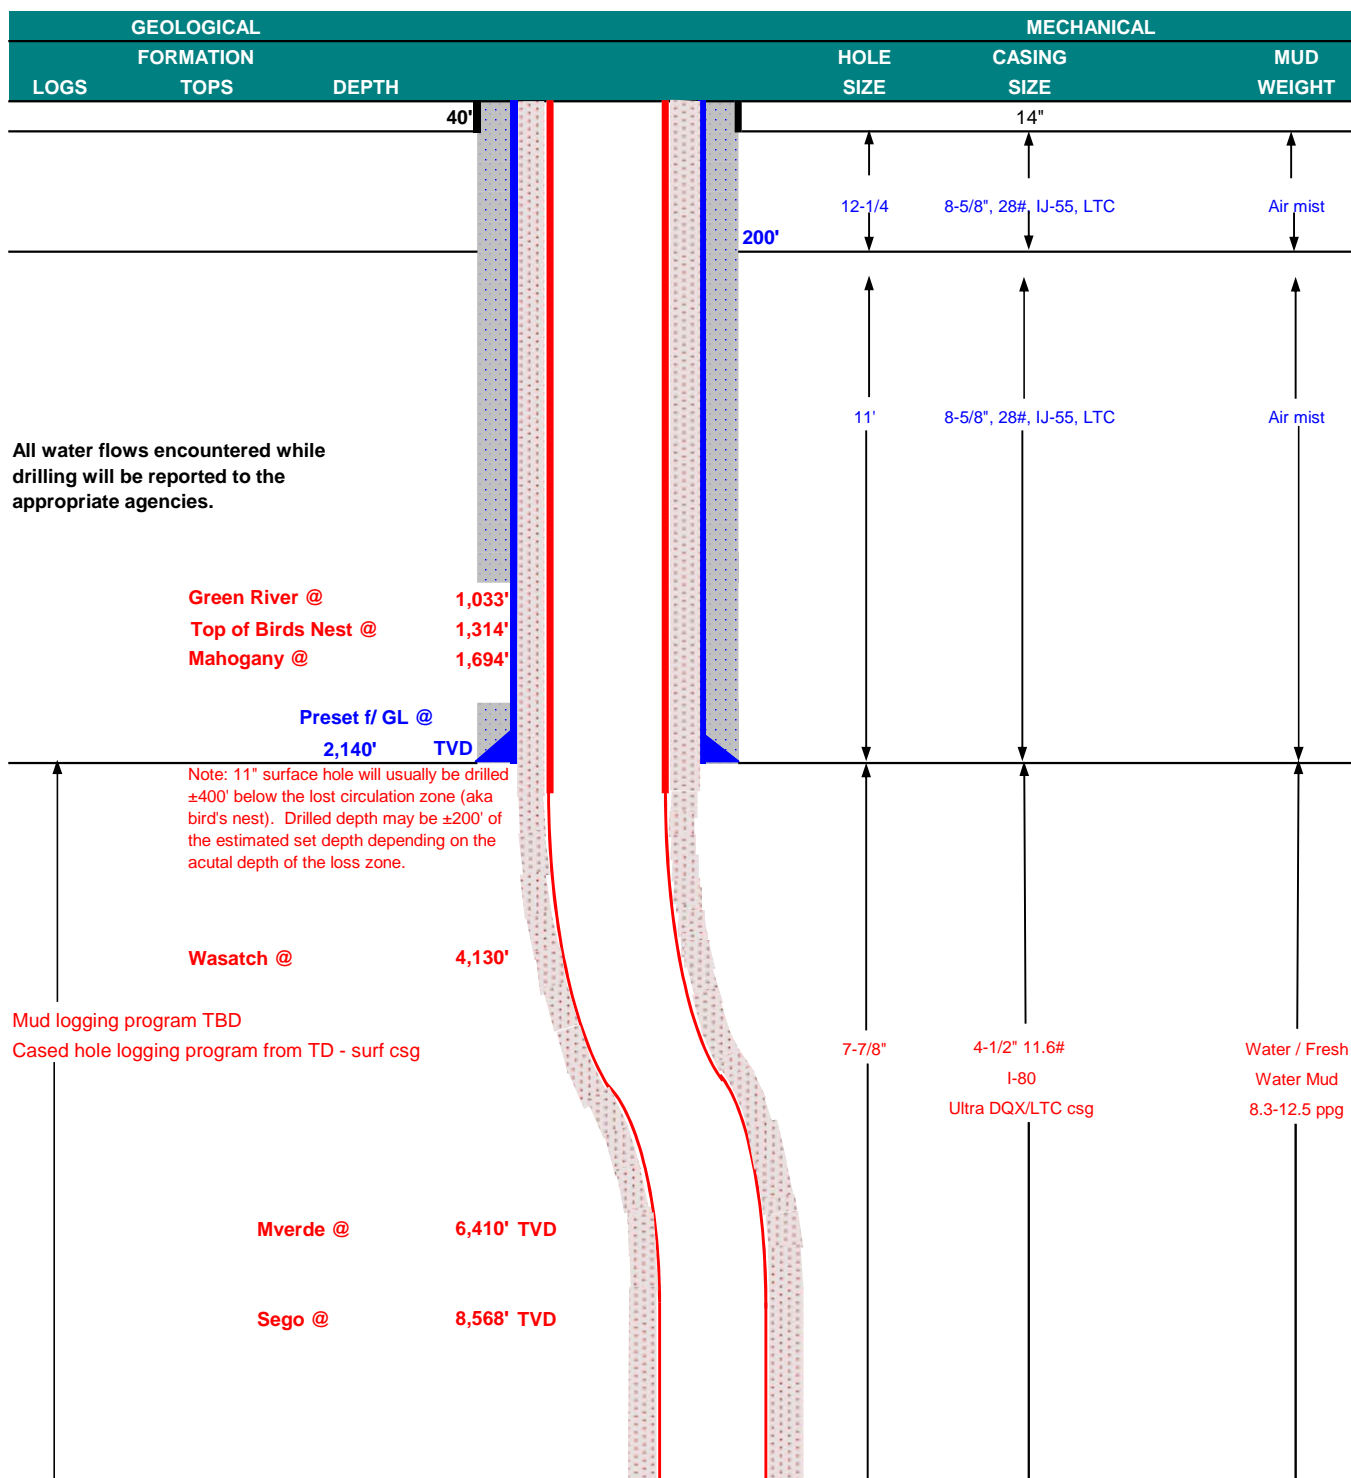 GEOLOGICAL MECHANICAL
FORMATION HOLE CASING MUD
LOGS TOPS DEPTH SIZE SIZE WEIGHT
40' 14"
12-1/4 8-5/8", 28#, IJ-55, LTC Air mist
200'
11' 8-5/8", 28#, IJ-55, LTC Air mist
All water flows encountered while
drilling will be reported to the
appropriate agencies.
Green River @ 1,033'
Top of Birds Nest @ 1,314'
Mahogany @ 1,694'
Preset f/ GL @
2,140' TVD
Note: 11" surface hole will usually be drilled
±400' below the lost circulation zone (aka
bird's nest). Drilled depth may be ±200' of
the estimated set depth depending on the
acutal depth of the loss zone.
Wasatch @ 4,130'
Mud logging program TBD
Cased hole logging program from TD - surf csg
7-7/8" 4-1/2" 11.6# Water / Fresh
I-80 Water Mud
Ultra DQX/LTC csg 8.3-12.5 ppg
Mverde @ 6,410' TVD
Sego @ 8,568' TVD